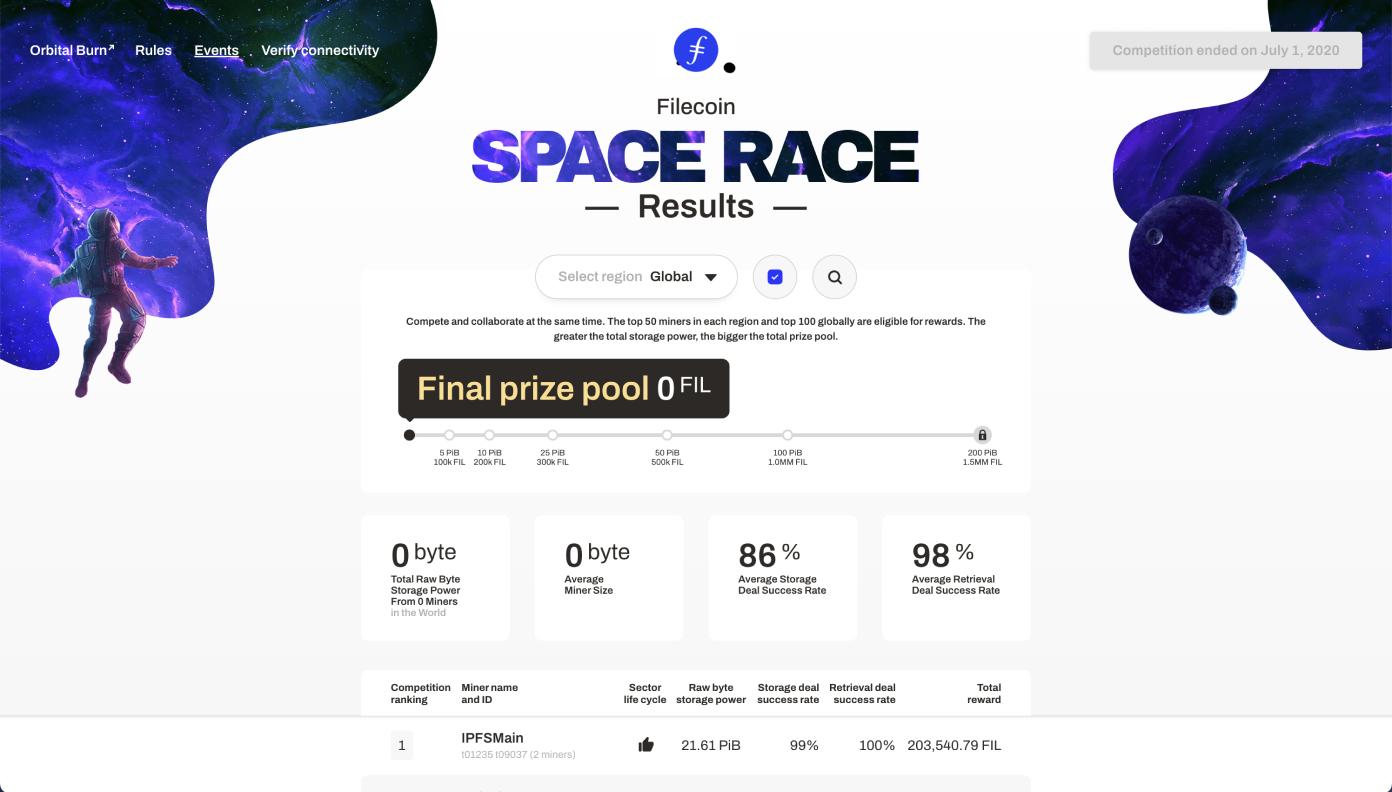 Orbital Burn↗ Rules Events Verify connectivity
Competition ended on July 1, 2020
Filecoin
SPACE RACE
— Results —
Select region Global
Compete and collaborate at the same time. The top 50 miners in each region and top 100 globally are eligible for rewards. The
greater the total storage power, the bigger the total prize pool.
Final prize pool 0 FIL
5 PiB 10 PiB 25 PiB 50 PiB 100 PiB 200 PiB
100k FIL 200k FIL 300k FIL 500k FIL 1.0MM FIL 1.5MM FIL
0 byte
Total Raw Byte
Storage Power
From 0 Miners
in the World
0 byte
Average
Miner Size
86 %
Average Storage
Deal Success Rate
98 %
Average Retrieval
Deal Success Rate
Competition Miner name Sector Raw byte Storage deal Retrieval deal Total
ranking and ID life cycle storage power success rate success rate reward
1 IPFSMain 21.61 PiB 99% 100% 203,540.79 FIL
t01235 t09037 (2 miners)